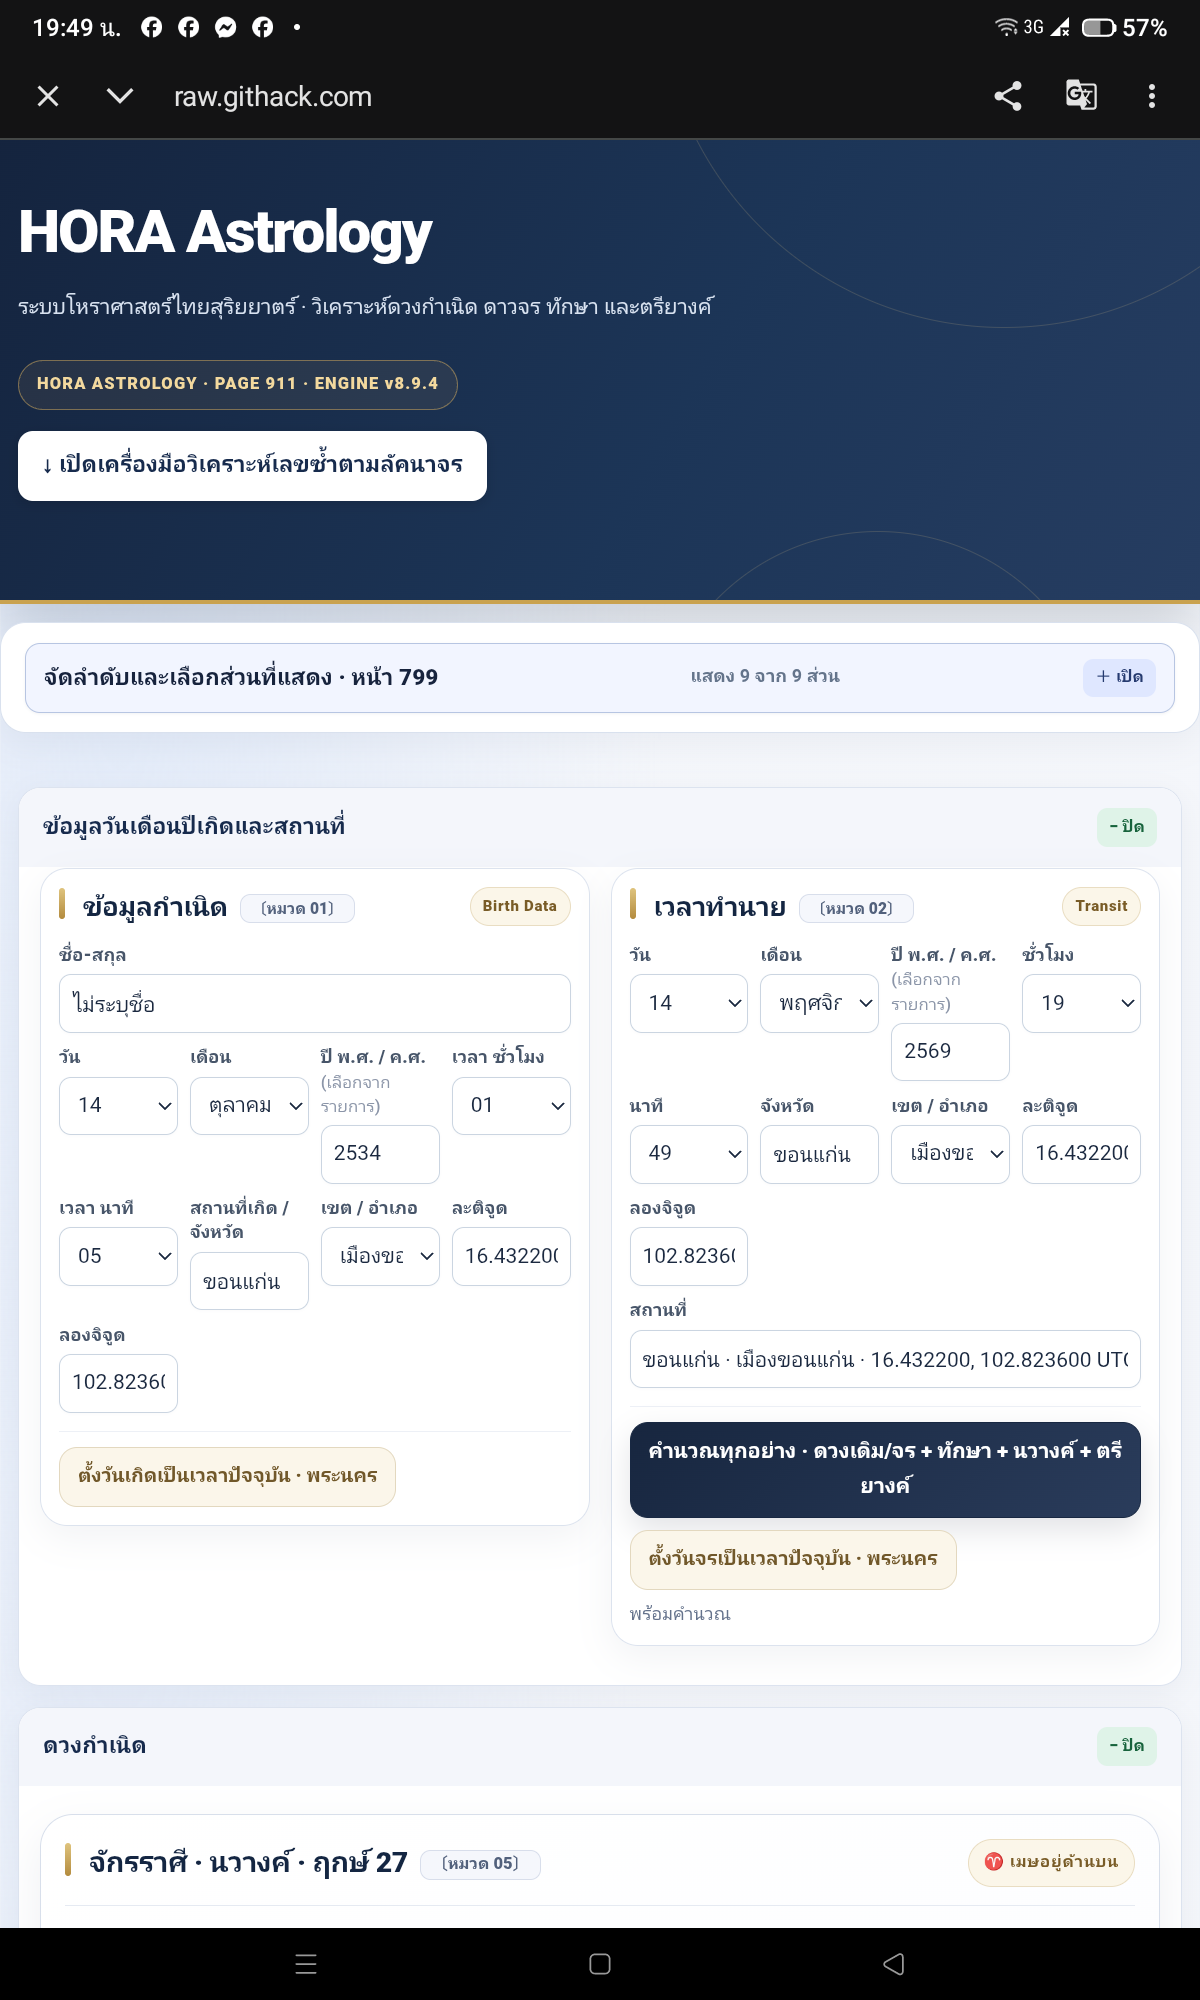 19:49 น.
3G 57%
raw.githack.com
HORA Astrology
ระบบโหราศาสตร์ไทยสุริยยาตร์ · วิเคราะห์ดวงกำเนิด ดาวจร ทักษา และตรียางค์
HORA ASTROLOGY · PAGE 911 · ENGINE v8.9.4
↓ เปิดเครื่องมือวิเคราะห์เลขซ้ำตามลัคนาจร
จัดลำดับและเลือกส่วนที่แสดง · หน้า 799
แสดง 9 จาก 9 ส่วน
+ เปิด
ข้อมูลวันเดือนปีเกิดและสถานที่
− ปิด
ข้อมูลกำเนิด
〔หมวด 01〕
Birth Data
ชื่อ-สกุล
ไม่ระบุชื่อ
วัน
เดือน
ปี พ.ศ. / ค.ศ.
(เลือกจาก
รายการ)
เวลา ชั่วโมง
14
ตุลาคม
2534
01
เวลา นาที
สถานที่เกิด /
จังหวัด
เขต / อำเภอ
ละติจูด
05
ขอนแก่น
เมืองขอ
16.432200
ลองจิจูด
102.82360
ตั้งวันเกิดเป็นเวลาปัจจุบัน · พระนคร
เวลาทำนาย
〔หมวด 02〕
Transit
วัน
เดือน
ปี พ.ศ. / ค.ศ.
(เลือกจาก
รายการ)
ชั่วโมง
14
พฤศจิก
2569
19
นาที
จังหวัด
เขต / อำเภอ
ละติจูด
49
ขอนแก่น
เมืองขอ
16.432200
ลองจิจูด
102.82360
สถานที่
ขอนแก่น · เมืองขอนแก่น · 16.432200, 102.823600 UTC
คำนวณทุกอย่าง · ดวงเดิม/จร + ทักษา + นวางค์ + ตรี
ยางค์
ตั้งวันจรเป็นเวลาปัจจุบัน · พระนคร
พร้อมคำนวณ
ดวงกำเนิด
− ปิด
จักรราศี · นวางค์ · ฤกษ์ 27
〔หมวด 05〕
♈ เมษอยู่ด้านบน